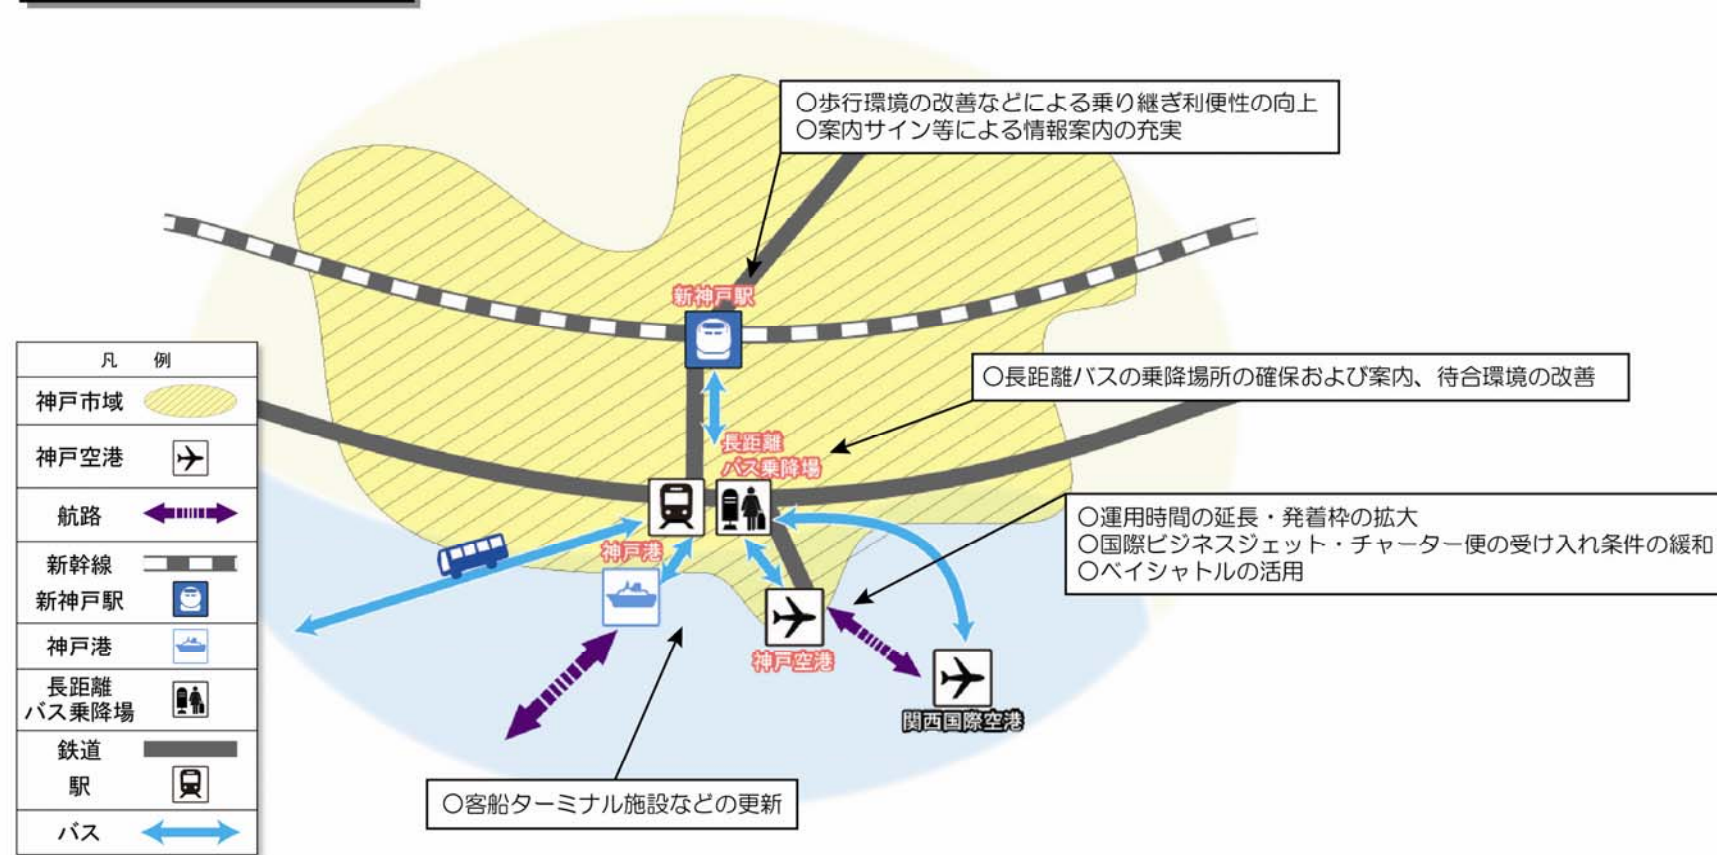 ○歩行環境の改善などによる乗り継ぎ利便性の向上
○案内サイン等による情報案内の充実
新神戸駅
○長距離バスの乗降場所の確保および案内、待合環境の改善
長距離
バス乗降場
○運用時間の延長・発着枠の拡大
○国際ビジネスジェット・チャーター便の受け入れ条件の緩和
○ベイシャトルの活用
神戸港
神戸空港
関西国際空港
○客船ターミナル施設などの更新
凡 例
神戸市域
神戸空港
航路
新幹線
新神戸駅
神戸港
長距離
バス乗降場
鉄道
駅
バス